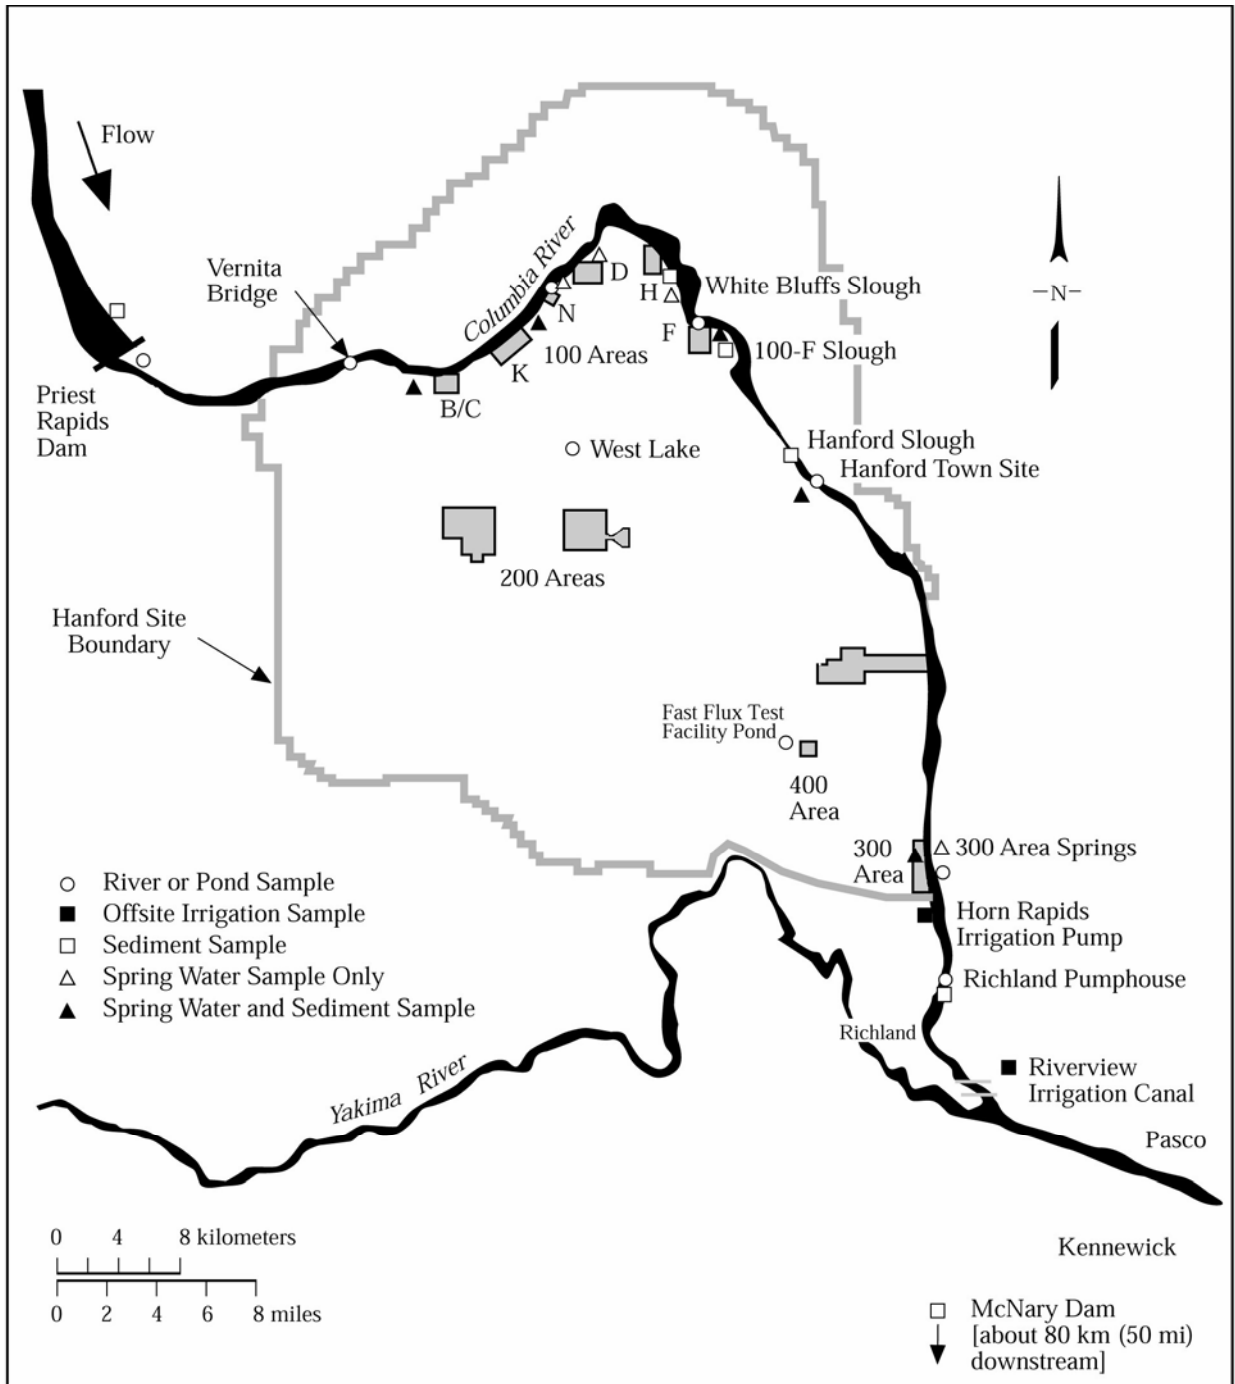 Flow
Vernita
Bridge
Columbia River
D
H
White Bluffs Slough
N
F
100 Areas
100-F Slough
K
B/C
Priest
Rapids
Dam
N
Hanford Slough
West Lake
Hanford Town Site
200 Areas
Hanford Site
Boundary
Fast Flux Test
Facility Pond
400
Area
300
Area
300 Area Springs
Horn Rapids
Irrigation Pump
Richland Pumphouse
Richland
Riverview
Irrigation Canal
Pasco
River or Pond Sample
Offsite Irrigation Sample
Sediment Sample
Spring Water Sample Only
Spring Water and Sediment Sample
Yakima River
0 4 8 kilometers
0 2 4 6 8 miles
Kennewick
McNary Dam
[about 80 km (50 mi)
downstream]